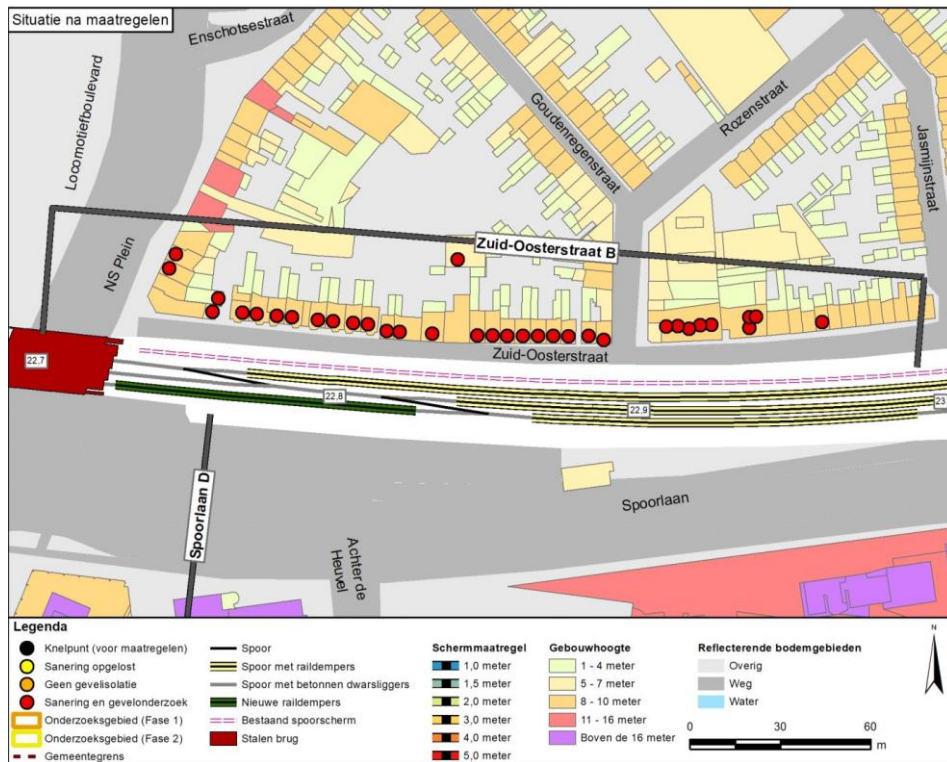 Situatie na maatregelen
Enschotsestraat
Locomotiefboulevard
Goudenregenstraat
Rozenstraat
Jasmijnstraat
NS Plein
Zuid-Oosterstraat B
Zuid-Oosterstraat
22,7
22,8
22,9
23
Spoorlaan D
Spoorlaan
Achter de
Heuvel
Legenda
Knelpunt (voor maatregelen)
Sanering opgelost
Geen gevelisolatie
Sanering en gevelonderzoek
Onderzoeksgebied (Fase 1)
Onderzoeksgebied (Fase 2)
Gemeentegrens
Spoor
Spoor met raildempers
Spoor met betonnen dwarsliggers
Nieuwe raildempers
Bestaand spoorscherm
Stalen brug
Schermmaatregel
1,0 meter
1,5 meter
2,0 meter
3,0 meter
4,0 meter
5,0 meter
Gebouwhoogte
1 - 4 meter
5 - 7 meter
8 - 10 meter
11 - 16 meter
Boven de 16 meter
Reflecterende bodemgebieden
Overig
Weg
Water
N
0 30 60
m